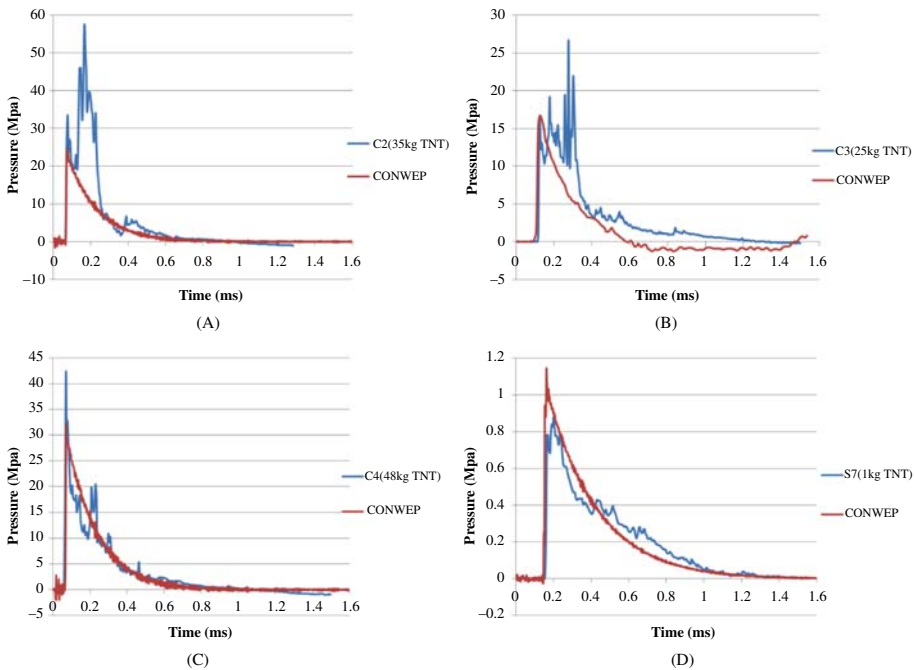 60
50
40
30
20
10
0
−10
0 0.2 0.4 0.6 0.8 1 1.2 1.4 1.6
Pressure (Mpa)
Time (ms)
C2(35kg TNT)
CONWEP
(A)
30
25
20
15
10
5
0
−5
0 0.2 0.4 0.6 0.8 1 1.2 1.4 1.6
Pressure (Mpa)
Time (ms)
C3(25kg TNT)
CONWEP
(B)
45
40
35
30
25
20
15
10
5
0
−5
0 0.2 0.4 0.6 0.8 1 1.2 1.4 1.6
Pressure (Mpa)
Time (ms)
C4(48kg TNT)
CONWEP
(C)
1.2
1
0.8
0.6
0.4
0.2
0
−0.2
0 0.2 0.4 0.6 0.8 1 1.2 1.4 1.6
Pressure (Mpa)
Time (ms)
S7(1kg TNT)
CONWEP
(D)